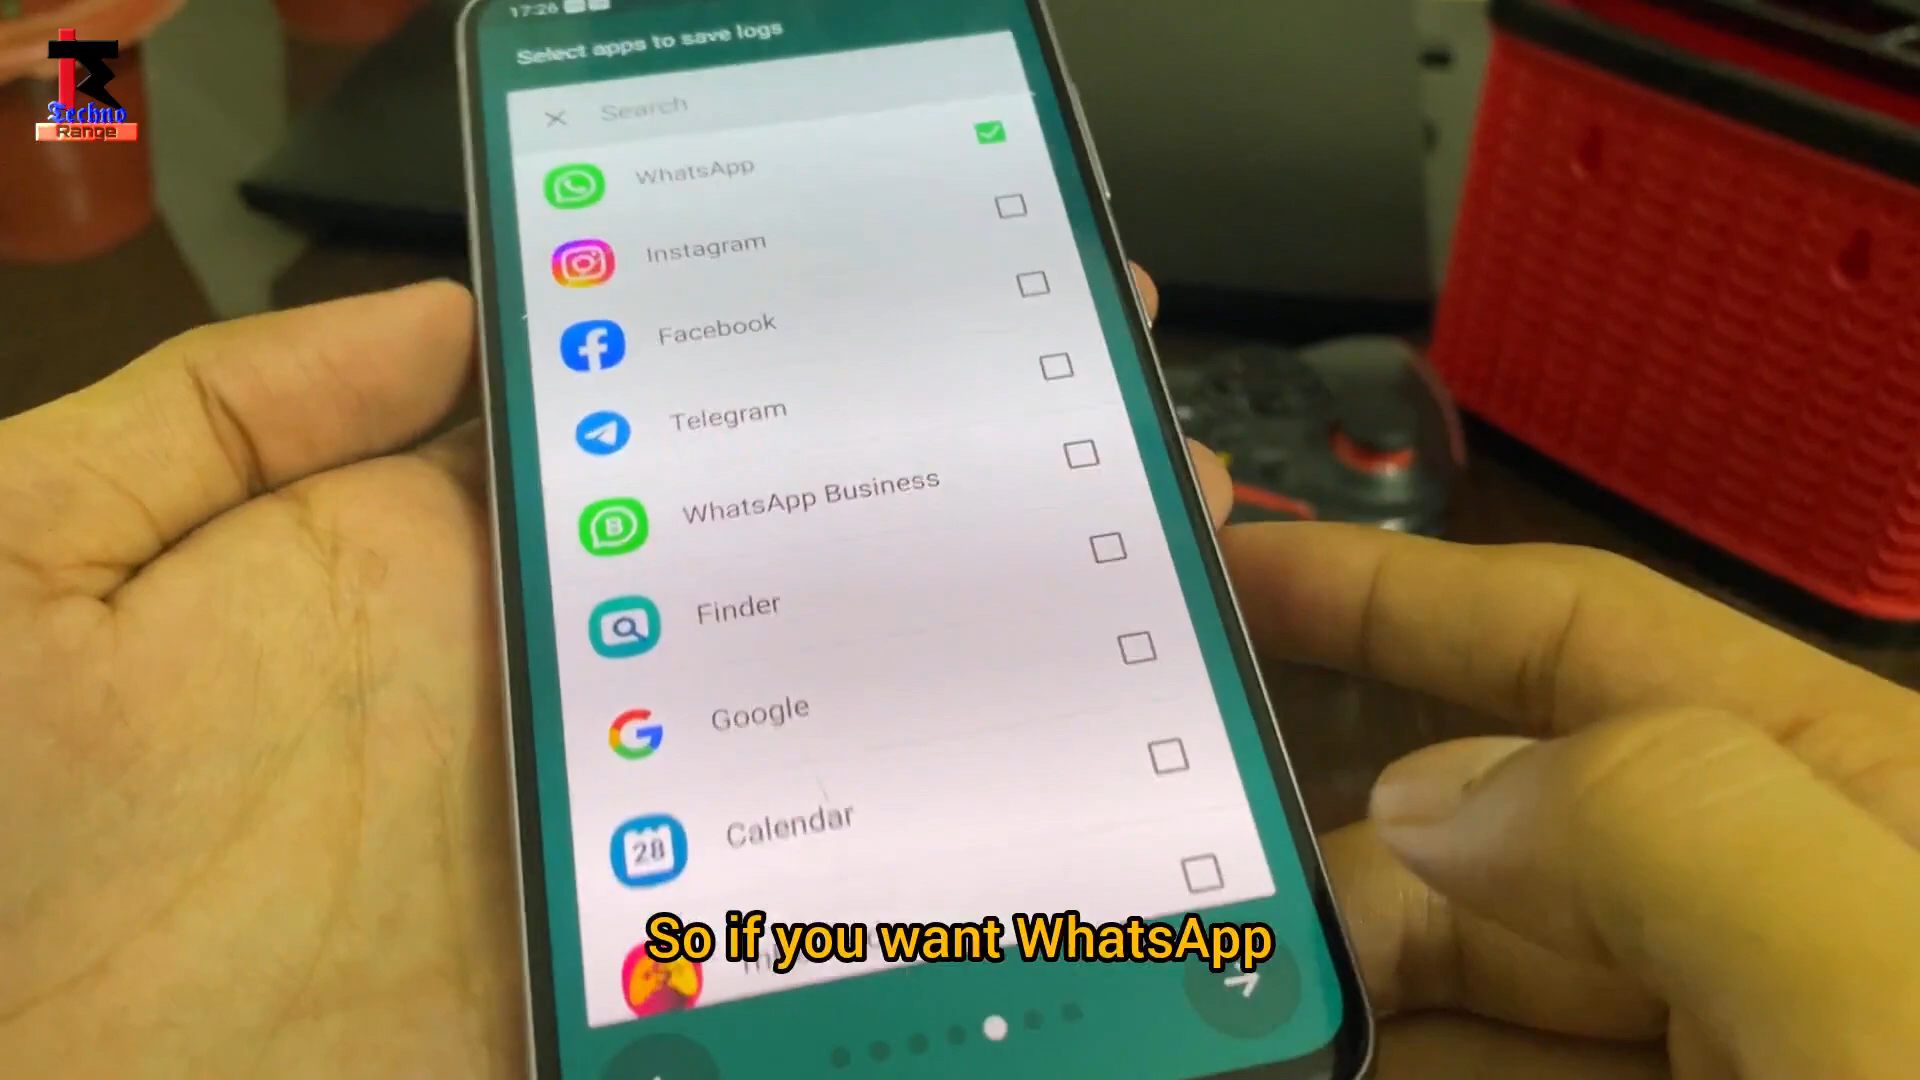 17:26
Select apps to save logs
Techno
Range
Search
WhatsApp
Instagram
Facebook
Telegram
WhatsApp Business
B
Finder
Google
Calendar
28
So if you want WhatsApp